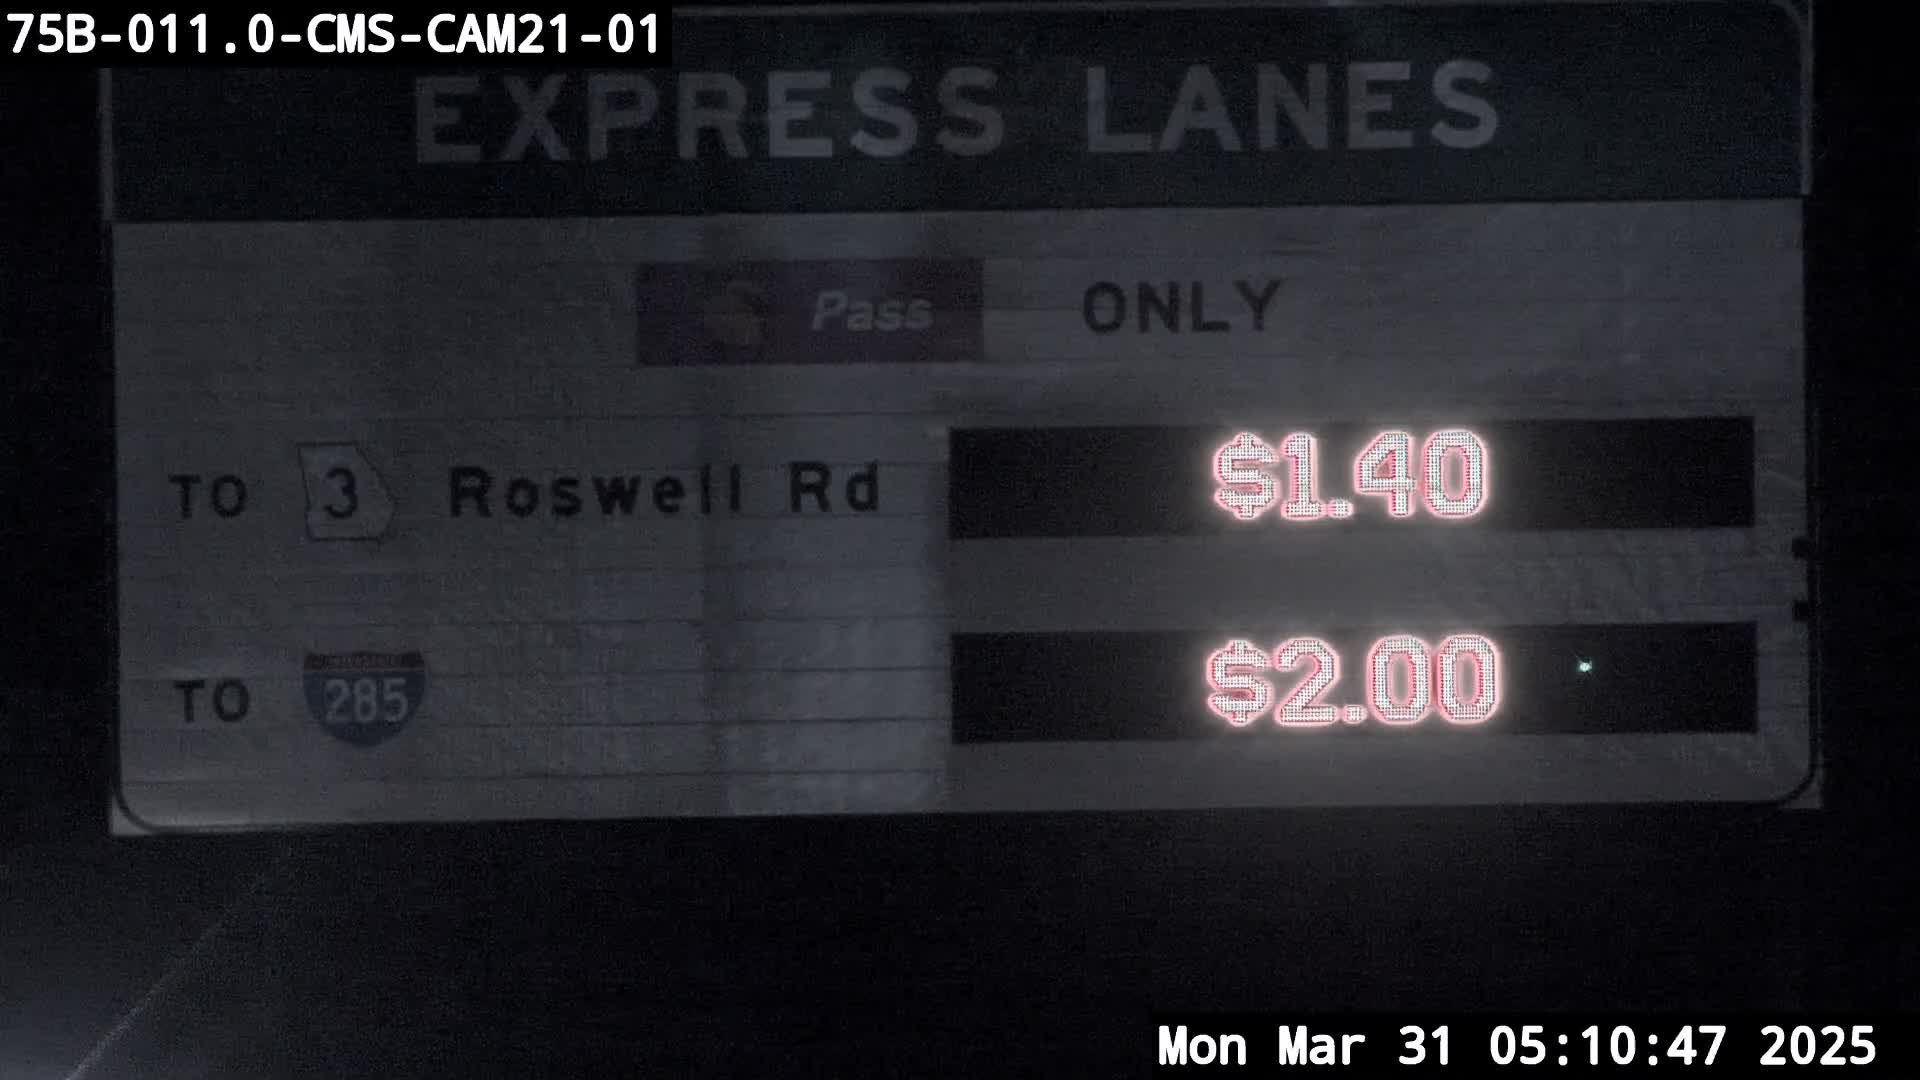 75B-011.0-CMS-CAM21-01
EXPRESS LANES
Pass ONLY
TO 3 Roswell Rd $1.40
TO 285 $2.00
Mon Mar 31 05:10:47 2025